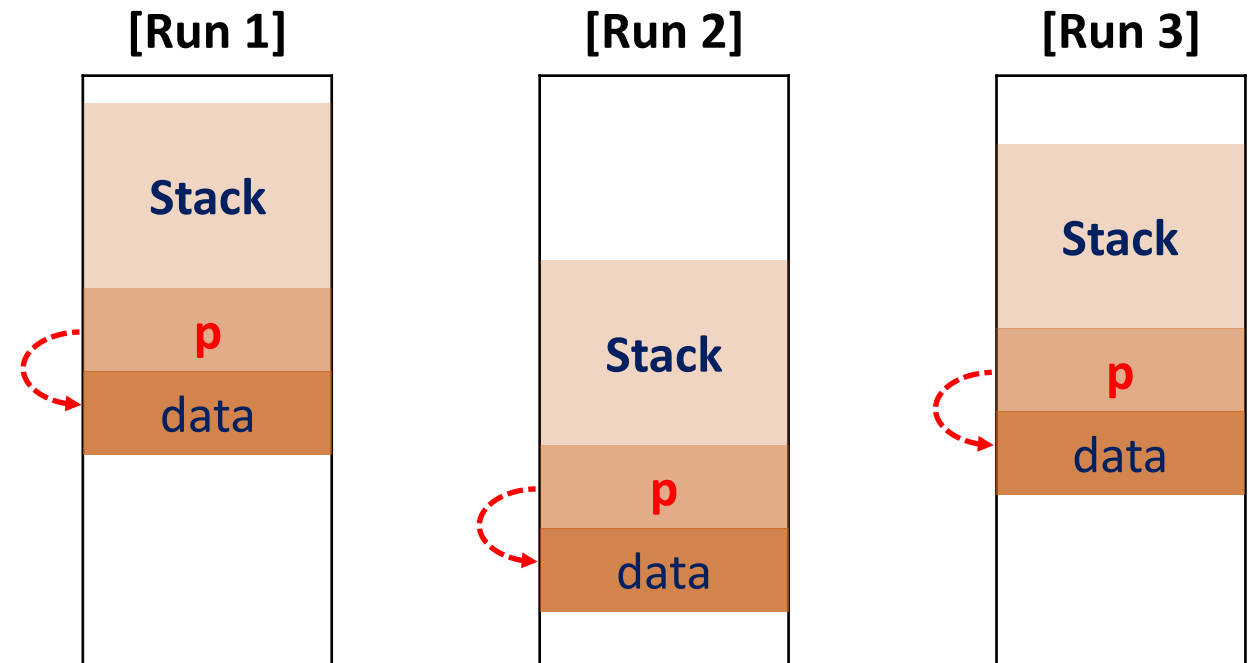 [Run 1]
Stack
p
data
[Run 2]
Stack
p
data
[Run 3]
Stack
p
data